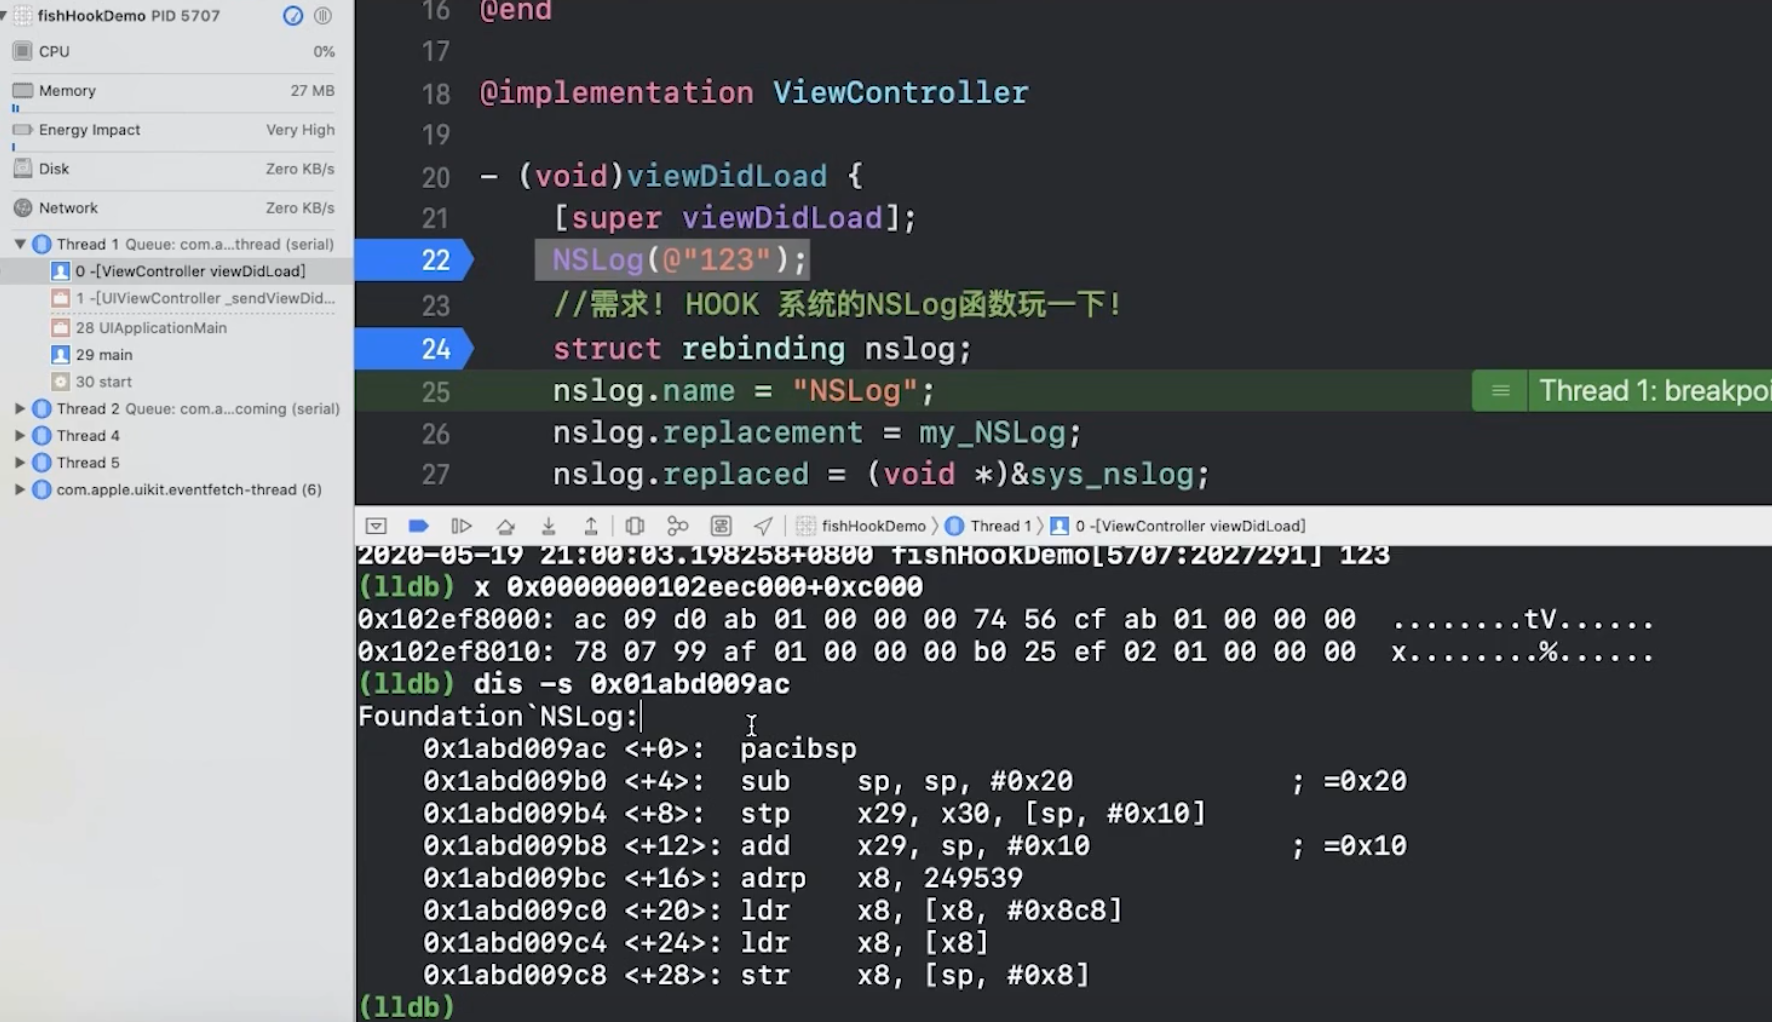 fishHookDemo PID 5707
CPU 0%
Memory 27 MB
Energy Impact Very High
Disk Zero KB/s
Network Zero KB/s
Thread 1 Queue: com.a...thread (serial)
0 -[ViewController viewDidLoad]
1 -[UIViewController _sendViewDid...
28 UIApplicationMain
29 main
30 start
Thread 2 Queue: com.a...coming (serial)
Thread 4
Thread 5
com.apple.uikit.eventfetch-thread (6)
16 @end
17
18 @implementation ViewController
19
20 - (void)viewDidLoad {
21 [super viewDidLoad];
22 NSLog(@"123");
23 //需求! HOOK 系统的NSLog函数玩一下!
24 struct rebinding nslog;
25 nslog.name = "NSLog";
Thread 1: breakpoi
26 nslog.replacement = my_NSLog;
27 nslog.replaced = (void *)&sys_nslog;
fishHookDemo 〉 Thread 1 〉 0 -[ViewController viewDidLoad]
2020-05-19 21:00:03.198258+0800 fishHookDemo[5707:2027291] 123
(lldb) x 0x0000000102eec000+0xc000
0x102ef8000: ac 09 d0 ab 01 00 00 00 74 56 cf ab 01 00 00 00 ........tV......
0x102ef8010: 78 07 99 af 01 00 00 00 b0 25 ef 02 01 00 00 00 x........%......
(lldb) dis -s 0x01abd009ac
Foundation`NSLog:
0x1abd009ac <+0>: pacibsp
0x1abd009b0 <+4>: sub sp, sp, #0x20 ; =0x20
0x1abd009b4 <+8>: stp x29, x30, [sp, #0x10]
0x1abd009b8 <+12>: add x29, sp, #0x10 ; =0x10
0x1abd009bc <+16>: adrp x8, 249539
0x1abd009c0 <+20>: ldr x8, [x8, #0x8c8]
0x1abd009c4 <+24>: ldr x8, [x8]
0x1abd009c8 <+28>: str x8, [sp, #0x8]
(lldb)